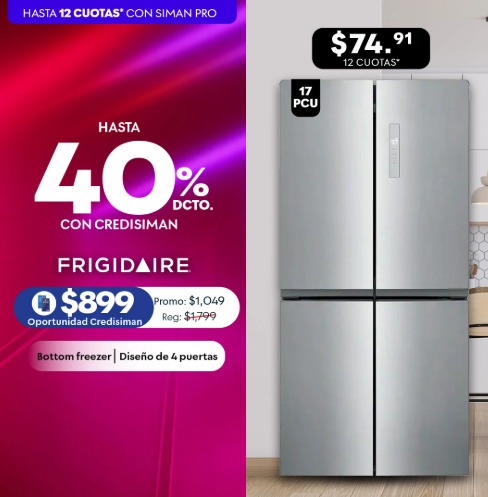 HASTA 12 CUOTAS* CON SIMAN PRO
HASTA
40%
DCTO.
CON CREDISIMAN
FRIGIDAIRE
$899
Oportunidad Credisiman
Promo: $1,049
Reg: $1,799
Bottom freezer | Diseño de 4 puertas
$74.91
12 CUOTAS*
17
PCU